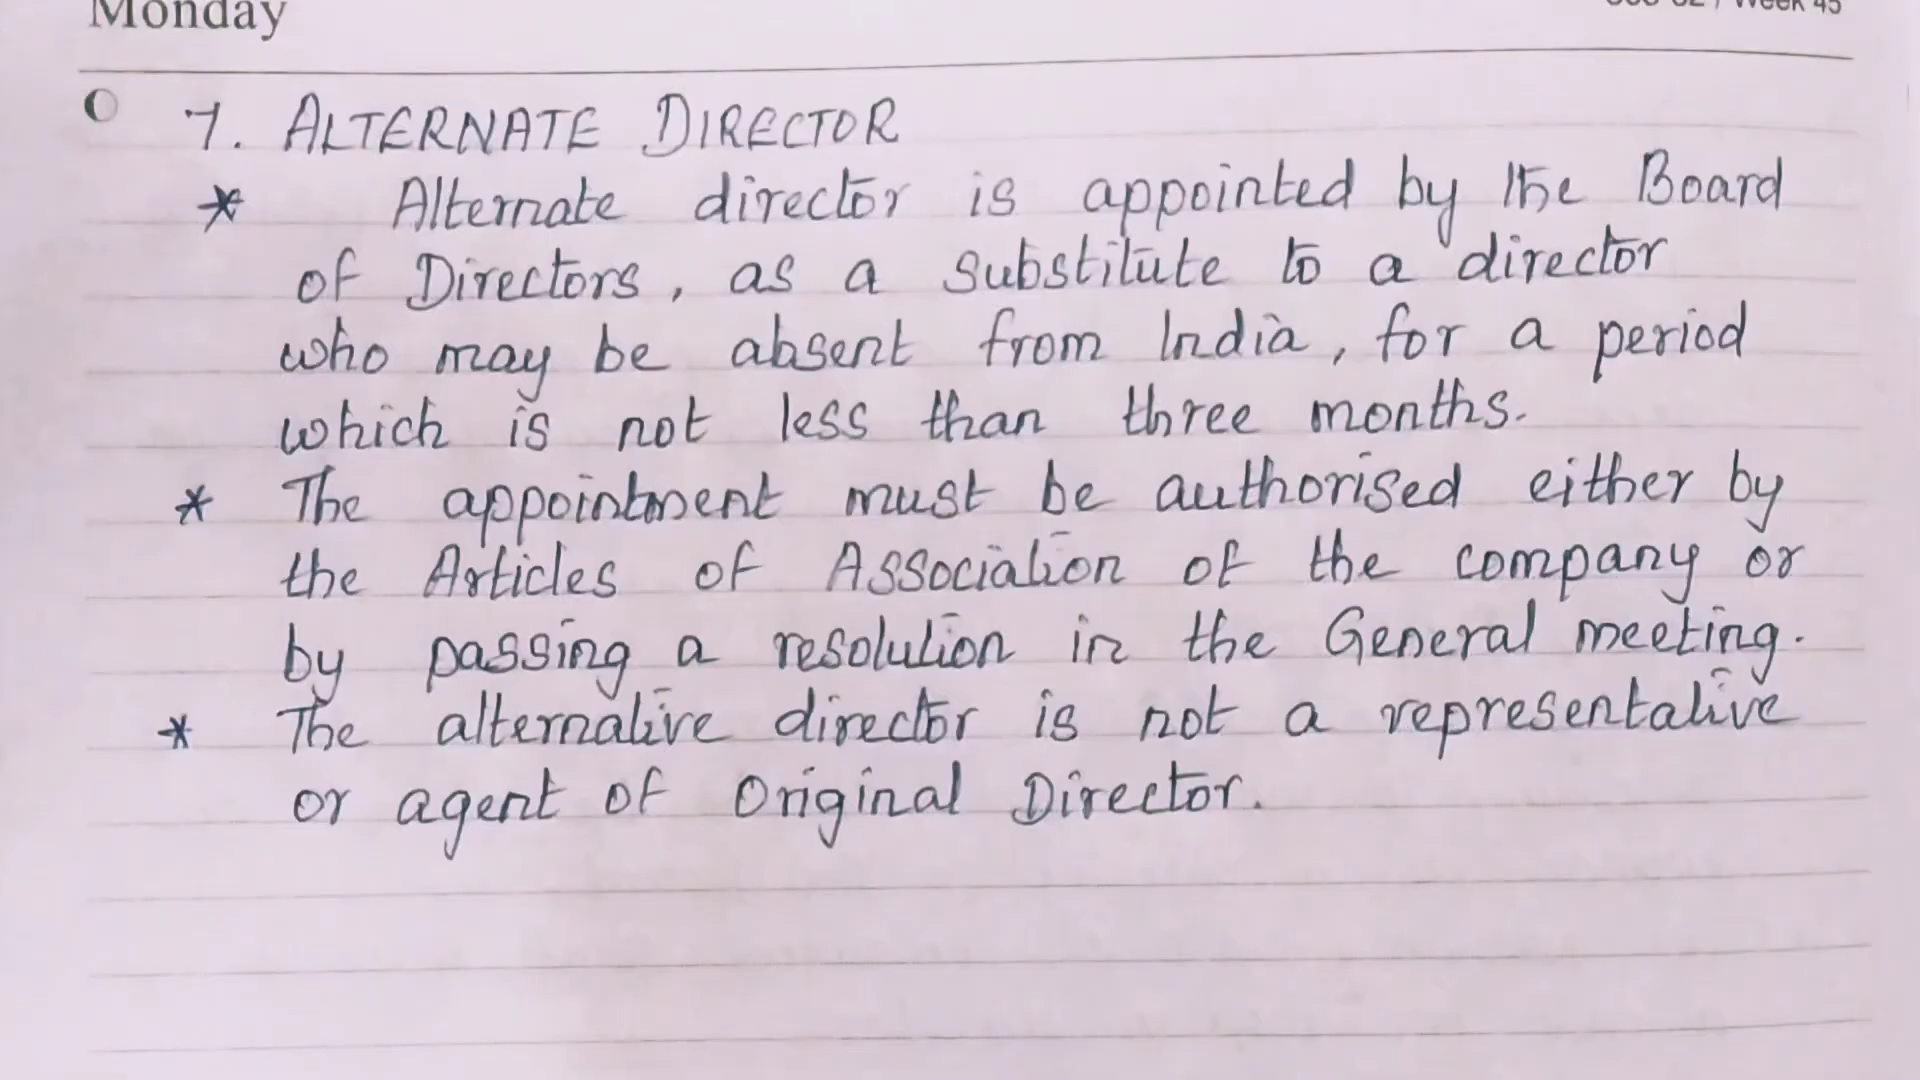 Monday
Week 45
7. ALTERNATE DIRECTOR
* Alternate director is appointed by the Board
of Directors, as a substitute to a director
who may be absent from India, for a period
which is not less than three months.
* The appointment must be authorised either by
the Articles of Association of the company or
by passing a resolution in the General meeting.
* The alternative director is not a representative
or agent of Original Director.